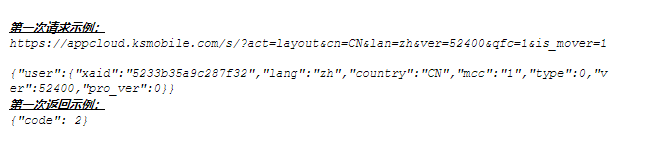 第一次请求示例：
https://appcloud.ksmobile.com/s/?act=layout&cn=CN&lan=zh&ver=52400&qfc=1&is_mover=1
{"user":{"xaid":"5233b35a9c287f32","lang":"zh","country":"CN","mcc":"1","type":0,"v
er":52400,"pro_ver":0}}
第一次返回示例：
{"code": 2}